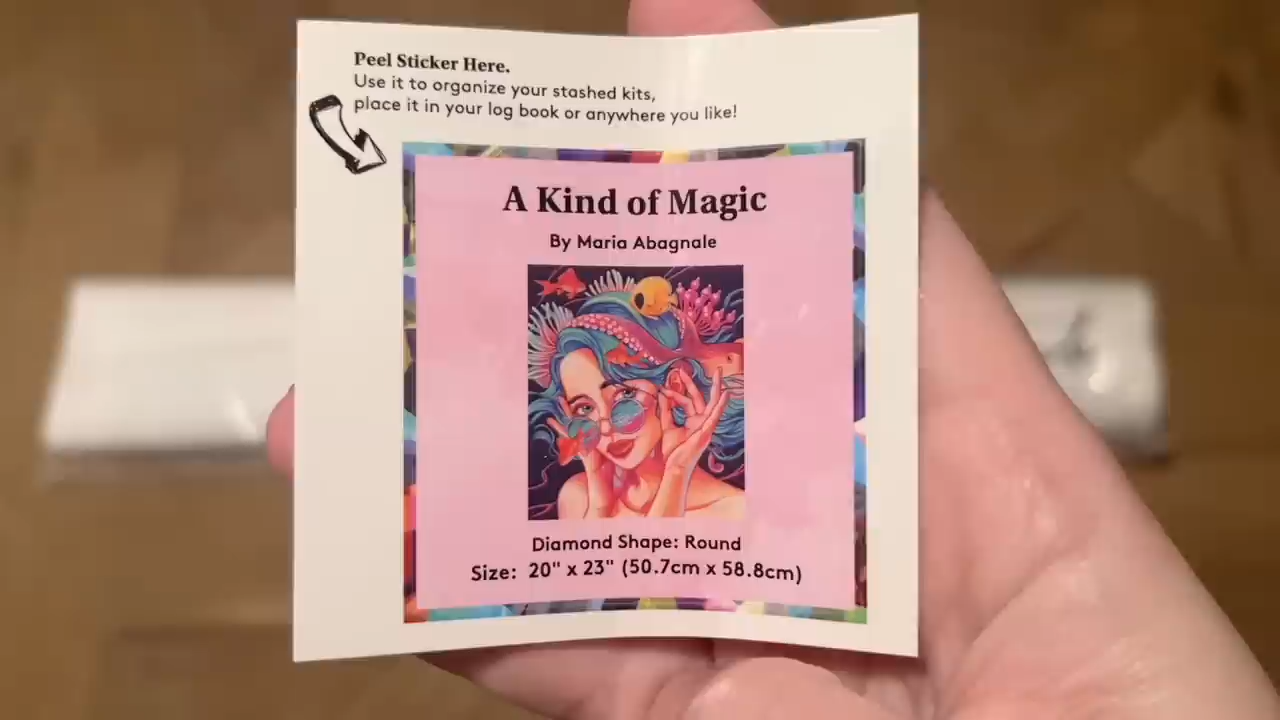 Peel Sticker Here.
Use it to organize your stashed kits,
place it in your log book or anywhere you like!
A Kind of Magic
By Maria Abagnale
Diamond Shape: Round
Size: 20" x 23" (50.7cm x 58.8cm)